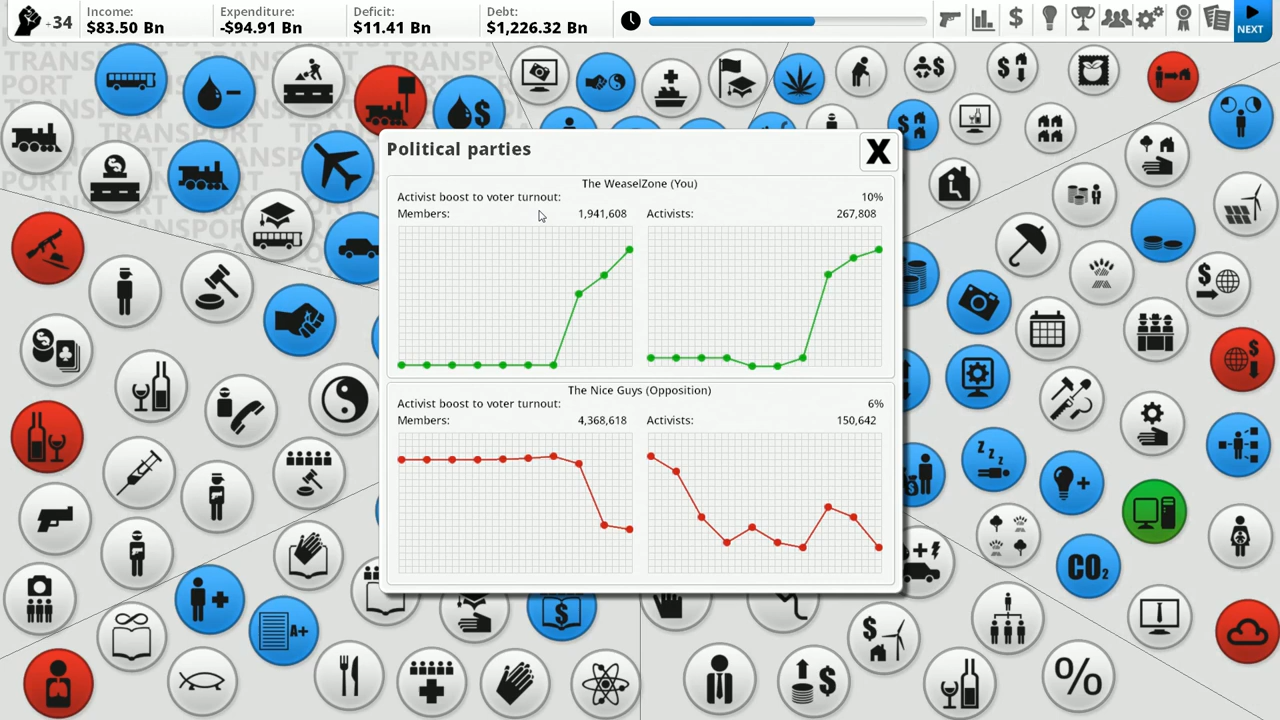 +34
Income:
$83.50 Bn
Expenditure:
-$94.91 Bn
Deficit:
$11.41 Bn
Debt:
$1,226.32 Bn
NEXT
TRANSPORT
Political parties
X
The WeaselZone (You)
Activist boost to voter turnout: 10%
Members: 1,941,608 Activists: 267,808
The Nice Guys (Opposition)
Activist boost to voter turnout: 6%
Members: 4,368,618 Activists: 150,642
A+
CO₂
%